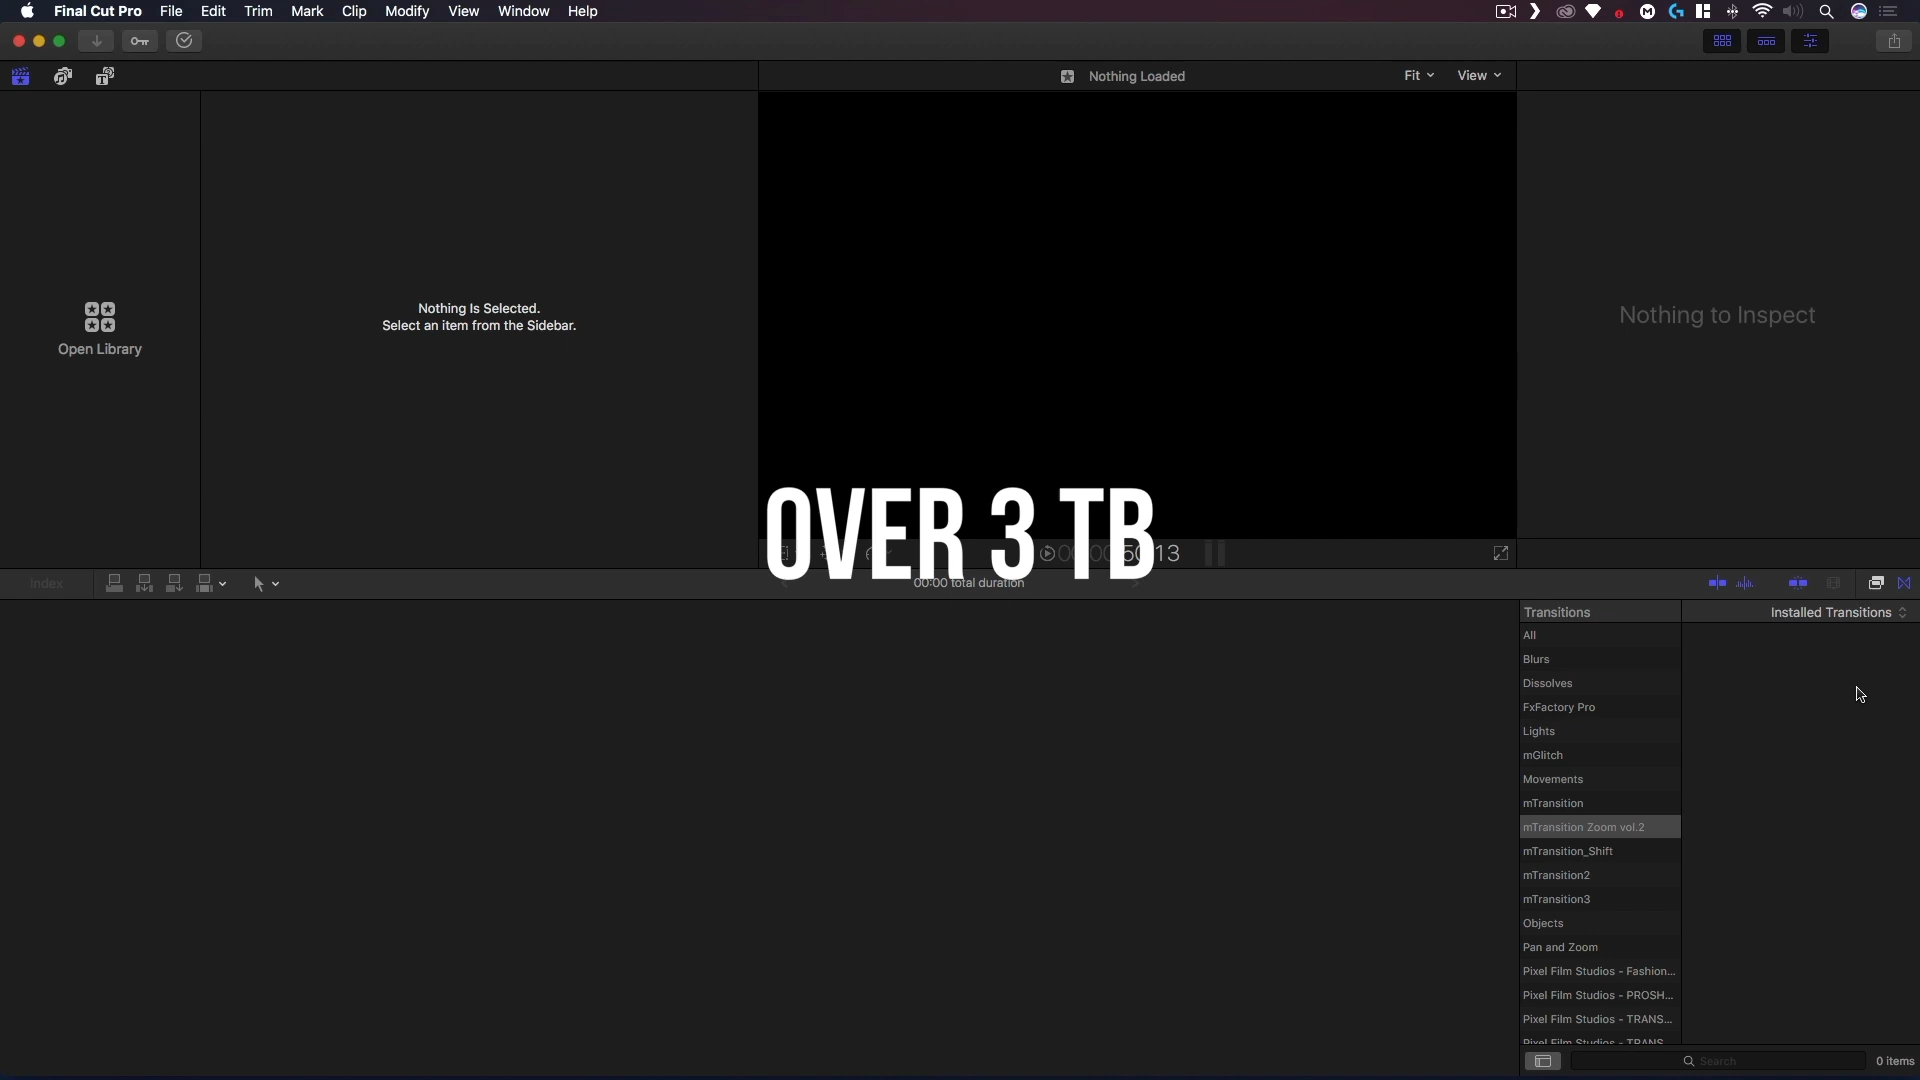 Final Cut Pro File Edit Trim Mark Clip Modify View Window Help
Nothing Loaded
Fit
View
Open Library
Nothing Is Selected.
Select an item from the Sidebar.
Nothing to Inspect
OVER 3 TB
Index
00:00 total duration
Transitions
Installed Transitions
All
Blurs
Dissolves
FxFactory Pro
Lights
mGlitch
Movements
mTransition
mTransition Zoom vol.2
mTransition_Shift
mTransition2
mTransition3
Objects
Pan and Zoom
Pixel Film Studios - Fashion...
Pixel Film Studios - PROSH...
Pixel Film Studios - TRANS...
Pixel Film Studios - TRANS
Search
0 items